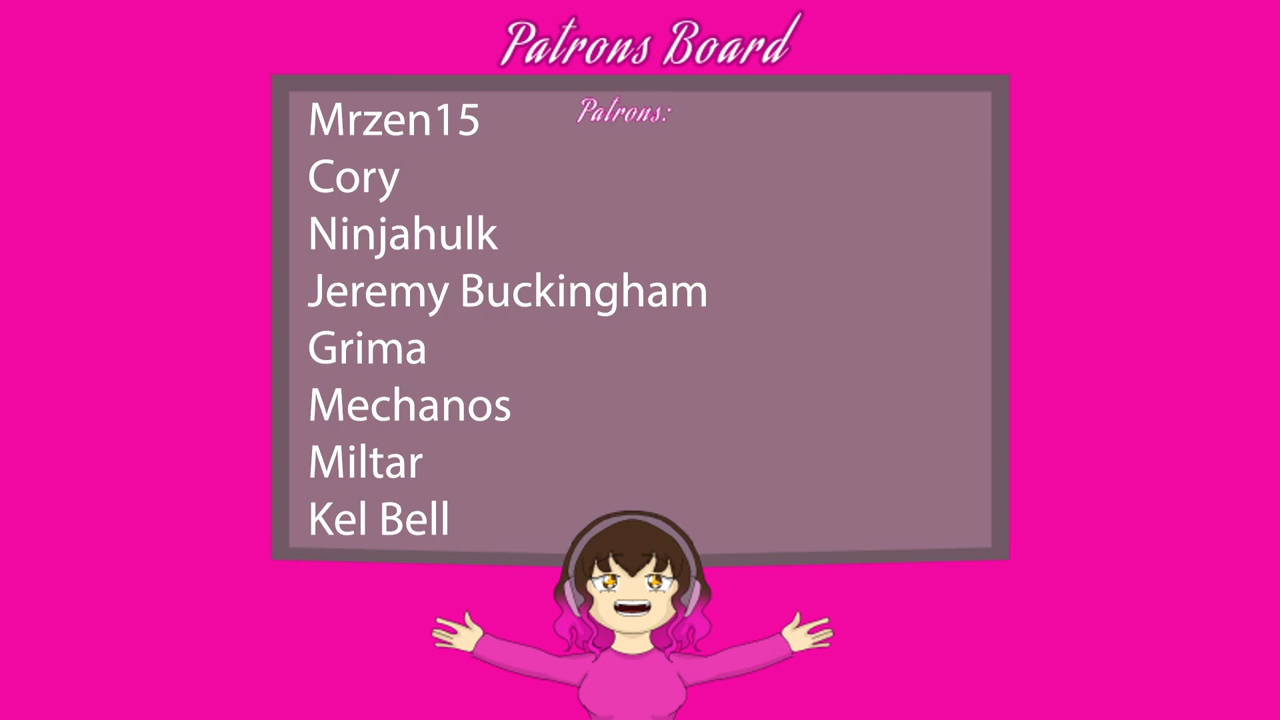 Patrons Board
Patrons:
Mrzen15
Cory
Ninjahulk
Jeremy Buckingham
Grima
Mechanos
Miltar
Kel Bell